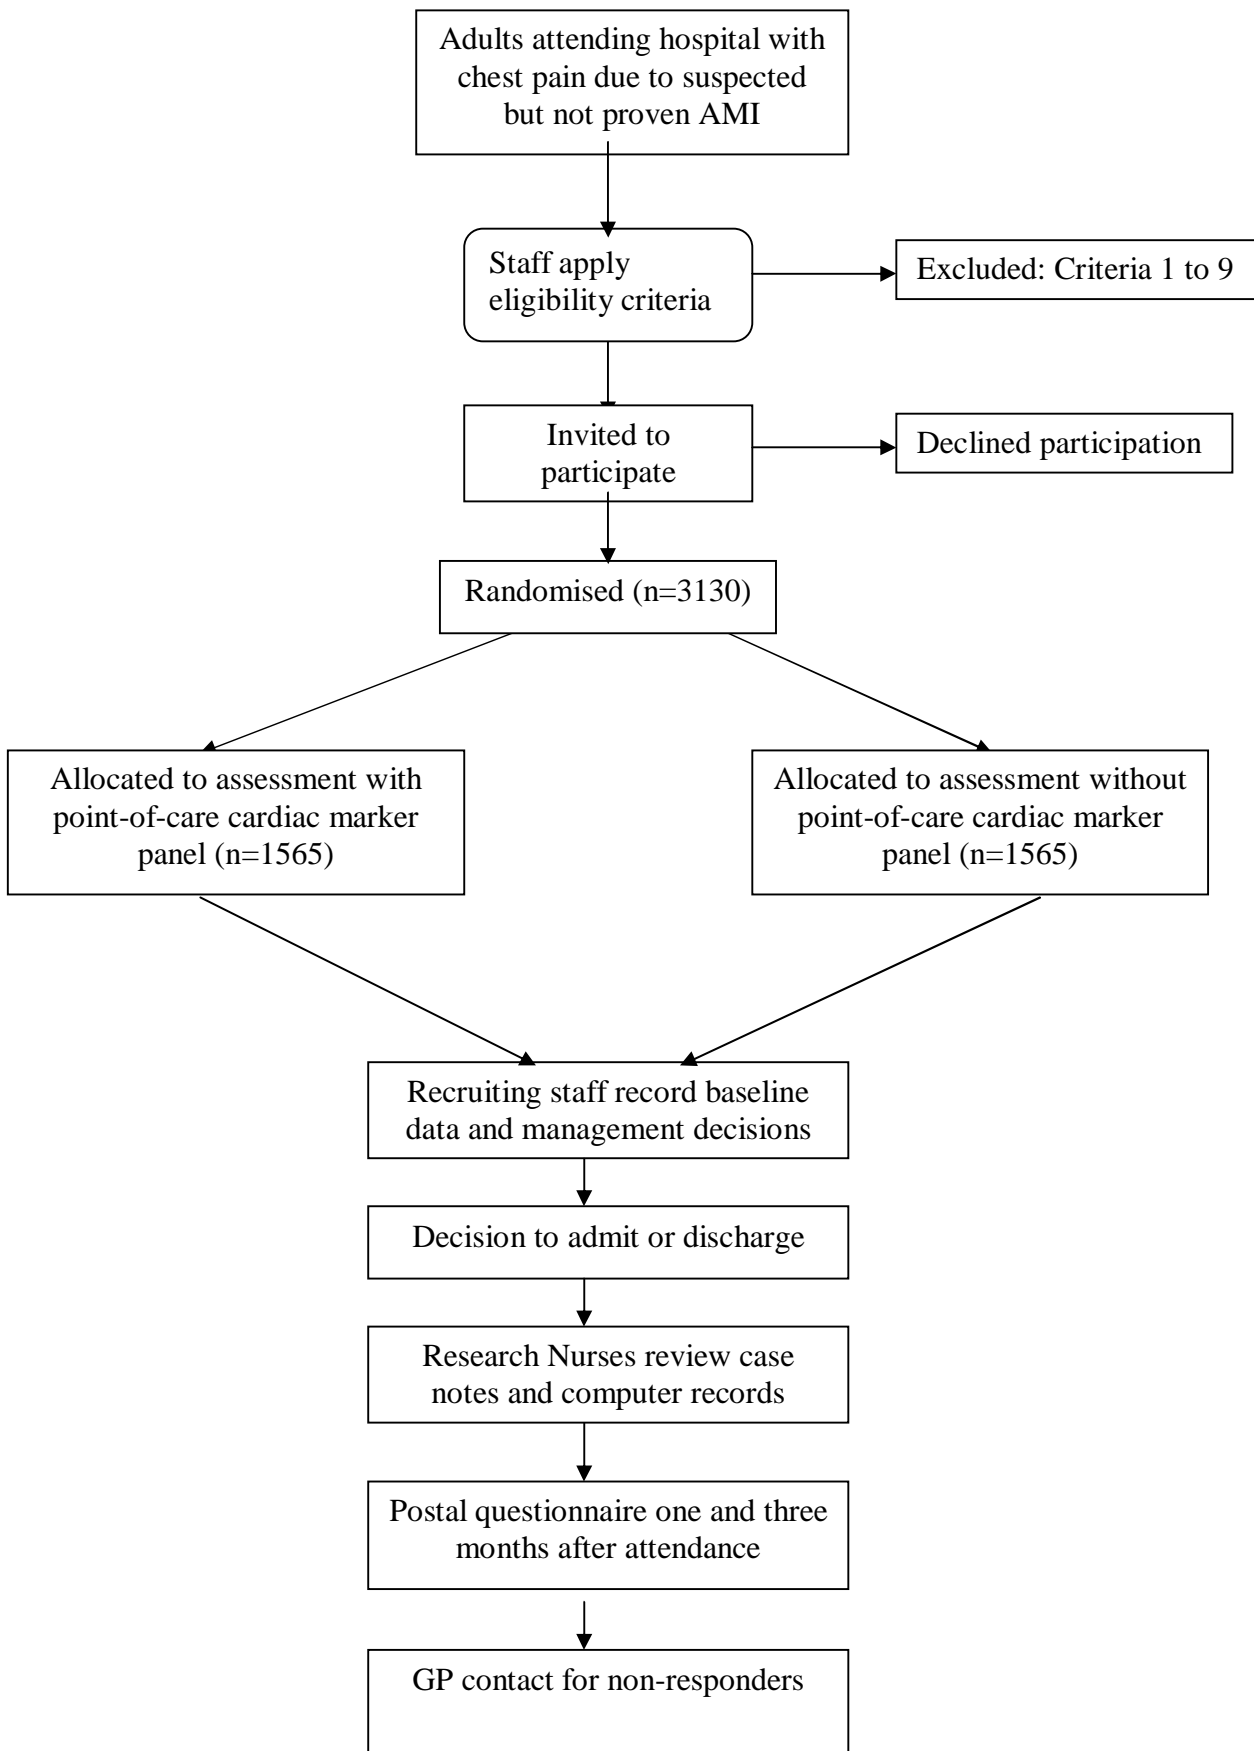 Adults attending hospital with
chest pain due to suspected
but not proven AMI
Staff apply
eligibility criteria
Excluded: Criteria 1 to 9
Invited to
participate
Declined participation
Randomised (n=3130)
Allocated to assessment with
point-of-care cardiac marker
panel (n=1565)
Allocated to assessment without
point-of-care cardiac marker
panel (n=1565)
Recruiting staff record baseline
data and management decisions
Decision to admit or discharge
Research Nurses review case
notes and computer records
Postal questionnaire one and three
months after attendance
GP contact for non-responders